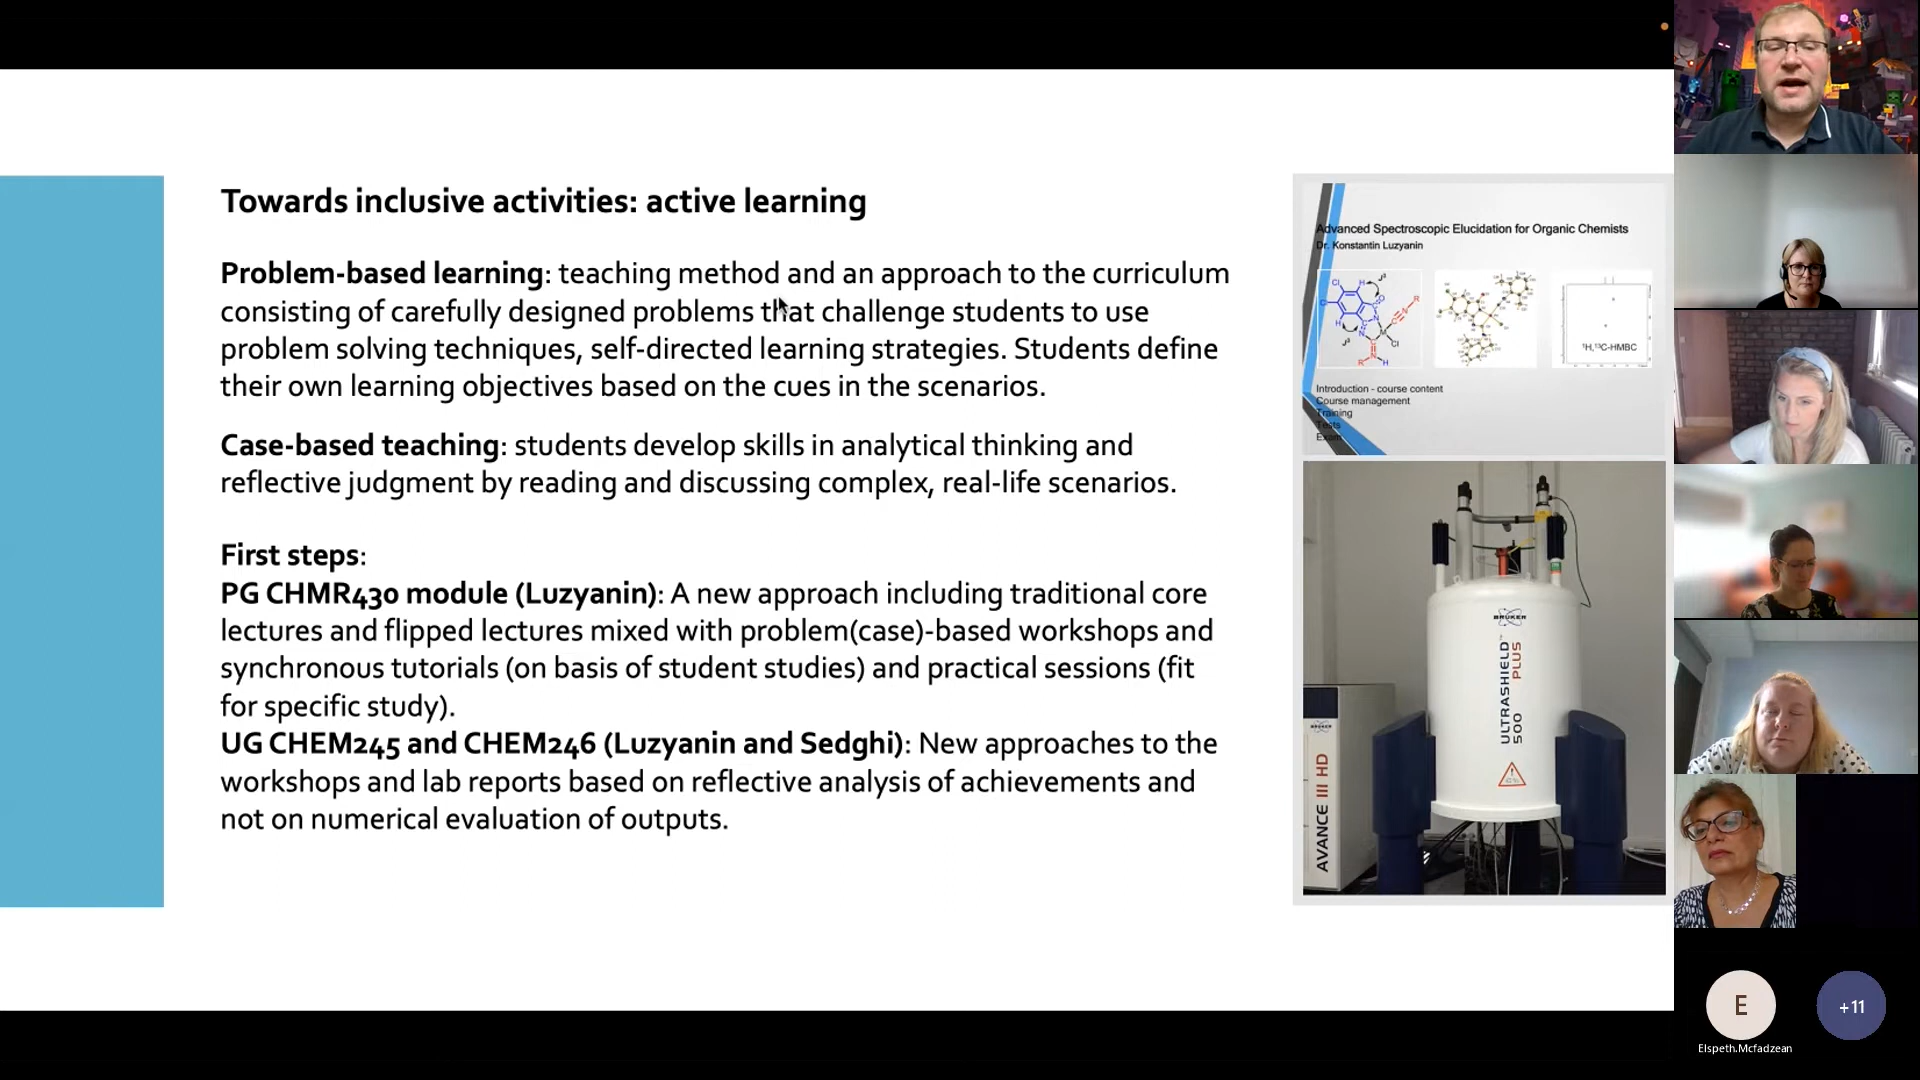 Towards inclusive activities: active learning
Problem-based learning: teaching method and an approach to the curriculum
consisting of carefully designed problems that challenge students to use
problem solving techniques, self-directed learning strategies. Students define
their own learning objectives based on the cues in the scenarios.
Case-based teaching: students develop skills in analytical thinking and
reflective judgment by reading and discussing complex, real-life scenarios.
First steps:
PG CHMR430 module (Luzyanin): A new approach including traditional core
lectures and flipped lectures mixed with problem(case)-based workshops and
synchronous tutorials (on basis of student studies) and practical sessions (fit
for specific study).
UG CHEM245 and CHEM246 (Luzyanin and Sedghi): New approaches to the
workshops and lab reports based on reflective analysis of achievements and
not on numerical evaluation of outputs.
Advanced Spectroscopic Elucidation for Organic Chemists
Dr. Konstantin Luzyanin
¹H,¹³C-HMBC
Introduction - course content
Course management
Training
Tests
Exam
BRUKER
ULTRASHIELD™ PLUS
500
BRUKER
AVANCE III HD
E
Elspeth.Mcfadzean
+11